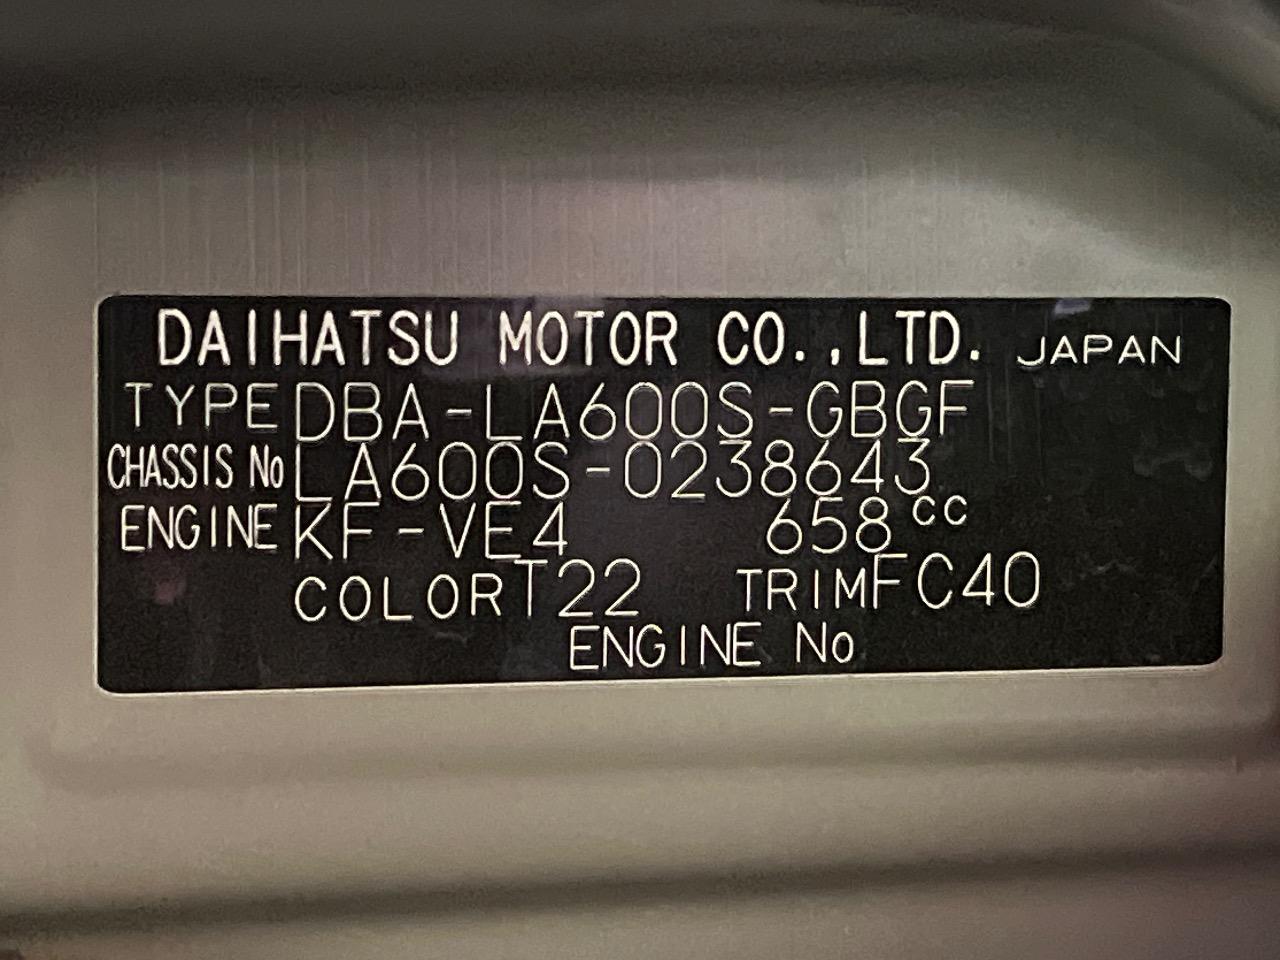 DAIHATSU MOTOR CO.,LTD. JAPAN
TYPE DBA-LA600S-GBGF
CHASSIS No LA600S-0238643
ENGINE KF-VE4 658cc
COLOR T22 TRIM FC40
ENGINE No